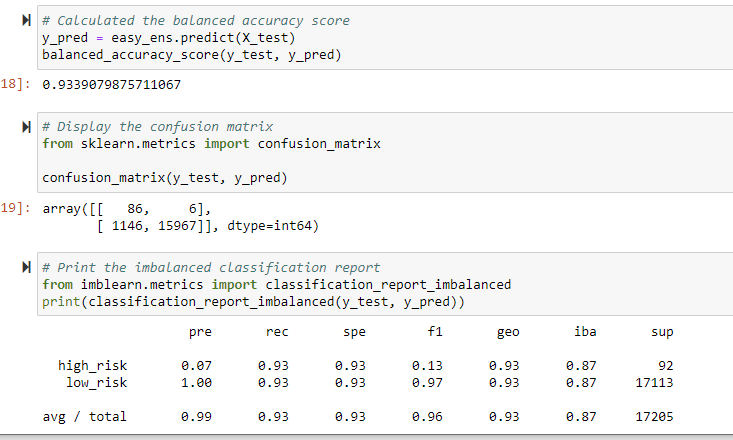 # Calculated the balanced accuracy score
y_pred = easy_ens.predict(X_test)
balanced_accuracy_score(y_test, y_pred)
18]: 0.9339079875711067
# Display the confusion matrix
from sklearn.metrics import confusion_matrix
confusion_matrix(y_test, y_pred)
19]: array([[   86,     6],
       [ 1146, 15967]], dtype=int64)
# Print the imbalanced classification report
from imblearn.metrics import classification_report_imbalanced
print(classification_report_imbalanced(y_test, y_pred))
pre rec spe f1 geo iba sup
high_risk 0.07 0.93 0.93 0.13 0.93 0.87 92
low_risk 1.00 0.93 0.93 0.97 0.93 0.87 17113
avg / total 0.99 0.93 0.93 0.96 0.93 0.87 17205